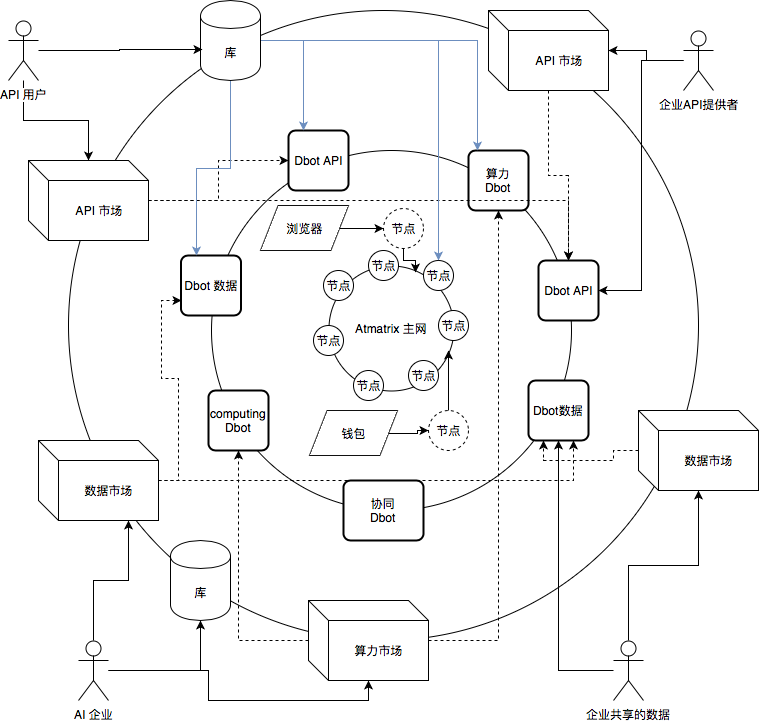 库
API 市场
API 用户
企业API提供者
Dbot API
算力
Dbot
API 市场
浏览器
节点
节点
节点
Dbot 数据
节点
Dbot API
节点
Atmatrix 主网
节点
节点
节点
computing
Dbot
Dbot数据
钱包
节点
数据市场
数据市场
协同
Dbot
库
算力市场
AI 企业
企业共享的数据